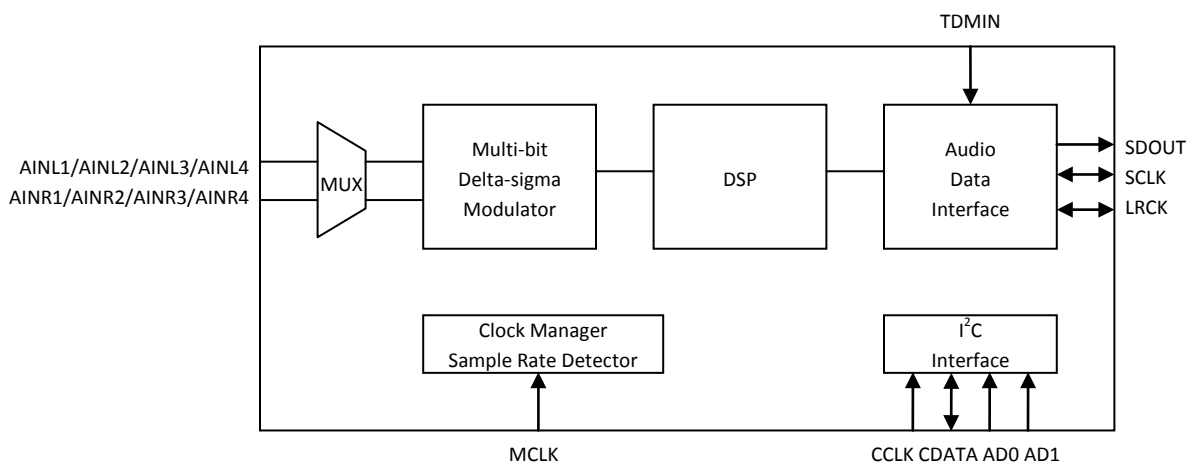 TDMIN
AINL1/AINL2/AINL3/AINL4
AINR1/AINR2/AINR3/AINR4
MUX
Multi-bit
Delta-sigma
Modulator
DSP
Audio
Data
Interface
SDOUT
SCLK
LRCK
Clock Manager
Sample Rate Detector
I²C
Interface
MCLK
CCLK CDATA AD0 AD1